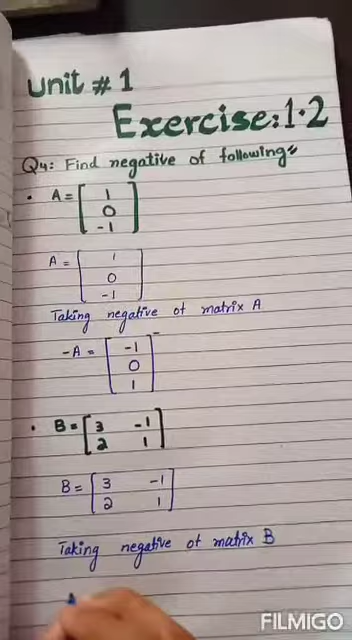 Unit # 1
Exercise: 1.2
Q4: Find negative of following:
• A = [ 1
0
-1 ]
A = [ 1
0
-1 ]
Taking negative of matrix A
-A = [ -1
0
1 ]
• B = [ 3 -1
2 1 ]
B = [ 3 -1
2 1 ]
Taking negative of matrix B
FILMIGO